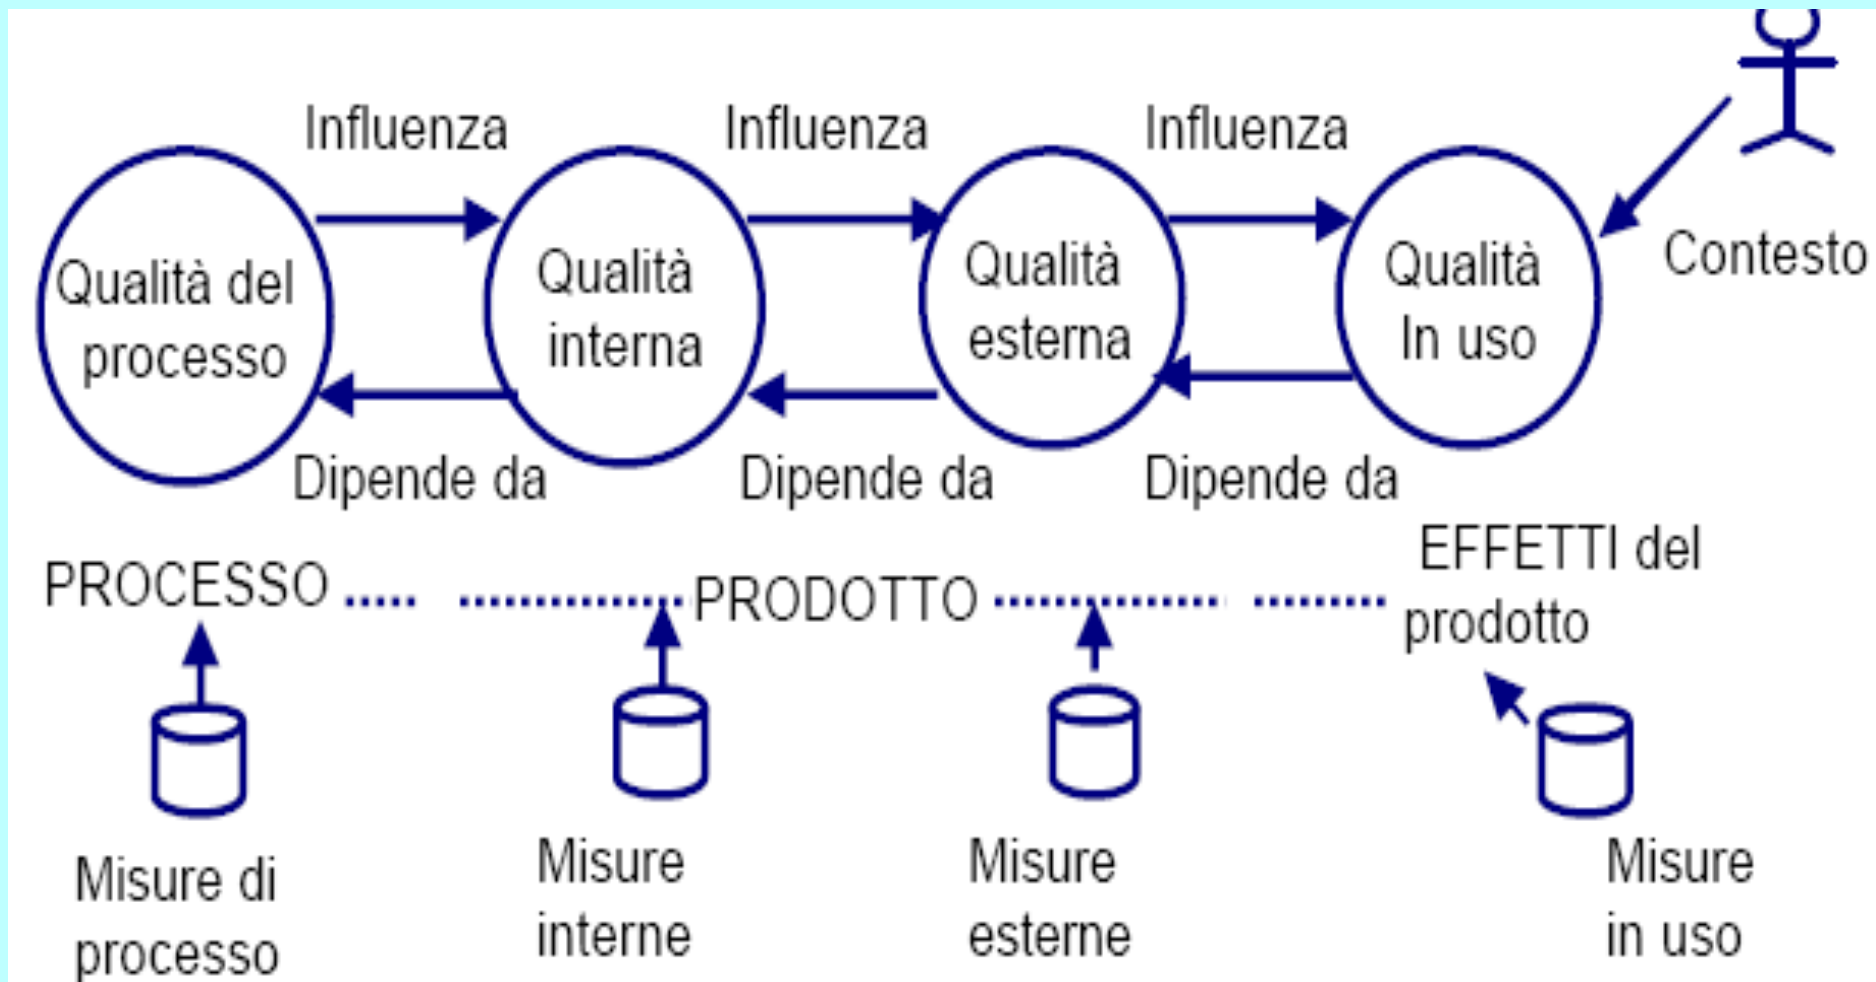 Influenza
Influenza
Influenza
Qualità del
processo
Qualità
interna
Qualità
esterna
Qualità
In uso
Contesto
Dipende da
Dipende da
Dipende da
PROCESSO
PRODOTTO
EFFETTI del
prodotto
Misure di
processo
Misure
interne
Misure
esterne
Misure
in uso